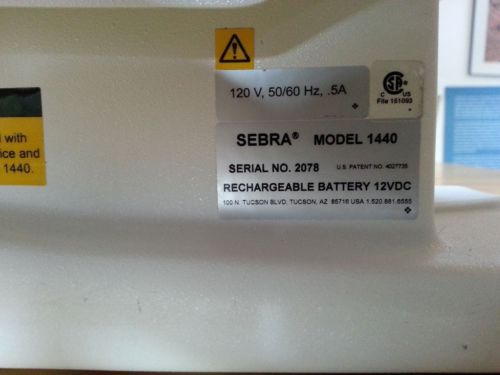 120 V, 50/60 Hz, .5A
C US
File 151093
SEBRA® MODEL 1440
SERIAL NO. 2078 U.S. PATENT NO. 4027735
RECHARGEABLE BATTERY 12VDC
100 N. TUCSON BLVD. TUCSON, AZ 85716 USA 1.520.881.6555
d with
ice and
1440.